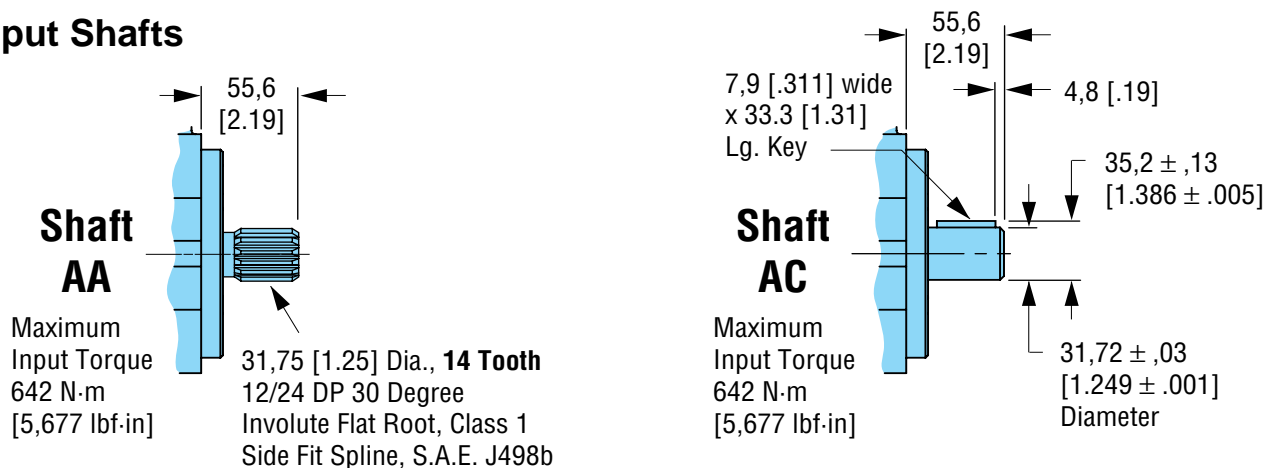 put Shafts
55,6
[2.19]
Shaft
AA
Maximum
Input Torque
642 N·m
[5,677 lbf·in]
31,75 [1.25] Dia., 14 Tooth
12/24 DP 30 Degree
Involute Flat Root, Class 1
Side Fit Spline, S.A.E. J498b
55,6
[2.19]
7,9 [.311] wide
x 33.3 [1.31]
Lg. Key
4,8 [.19]
35,2 ± ,13
[1.386 ± .005]
Shaft
AC
Maximum
Input Torque
642 N·m
[5,677 lbf·in]
31,72 ± ,03
[1.249 ± .001]
Diameter